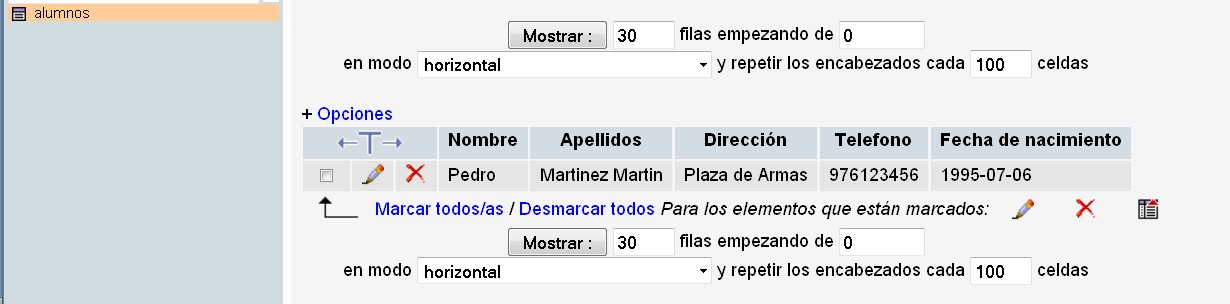 alumnos
Mostrar : 30 filas empezando de 0
en modo horizontal y repetir los encabezados cada 100 celdas
+ Opciones
←T→ Nombre Apellidos Dirección Telefono Fecha de nacimiento
Pedro Martinez Martin Plaza de Armas 976123456 1995-07-06
Marcar todos/as / Desmarcar todos Para los elementos que están marcados:
Mostrar : 30 filas empezando de 0
en modo horizontal y repetir los encabezados cada 100 celdas